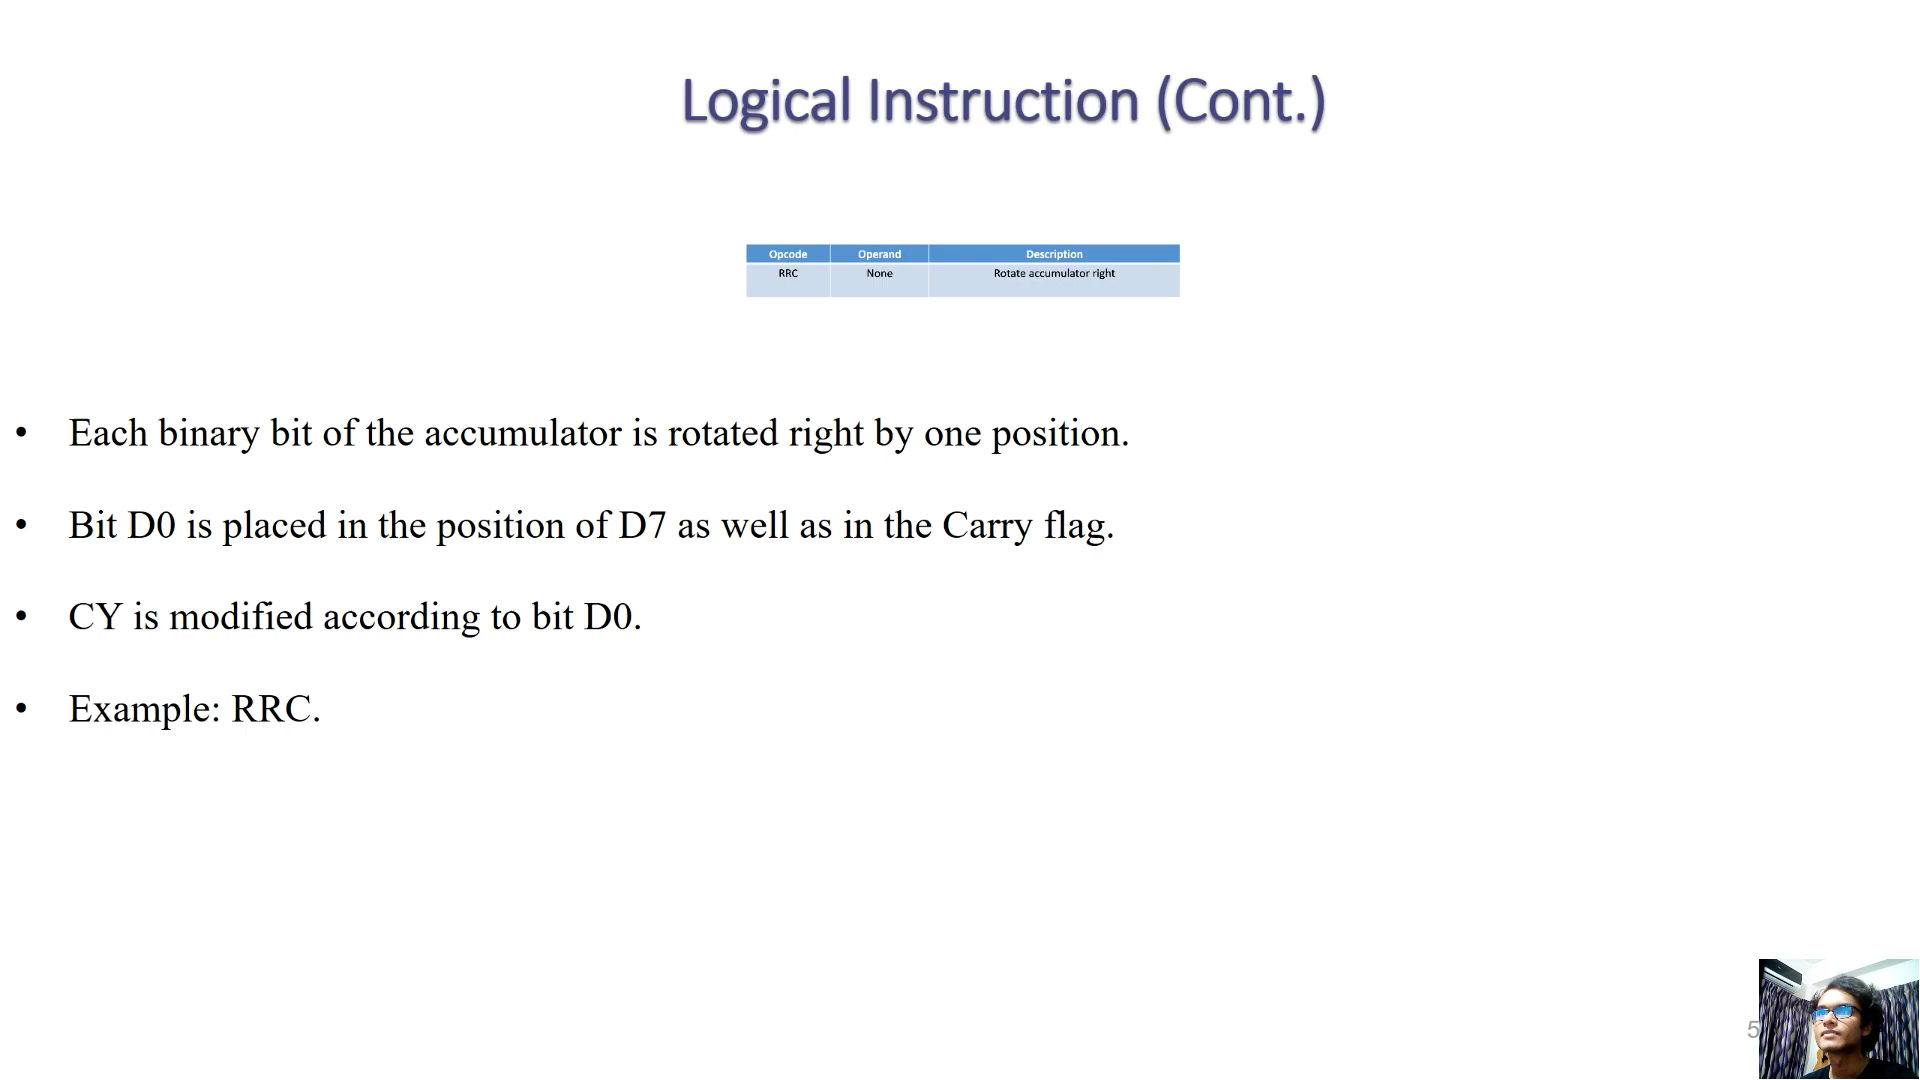 Logical Instruction (Cont.)
Opcode Operand Description
RRC None Rotate accumulator right
• Each binary bit of the accumulator is rotated right by one position.
• Bit D0 is placed in the position of D7 as well as in the Carry flag.
• CY is modified according to bit D0.
• Example: RRC.
5